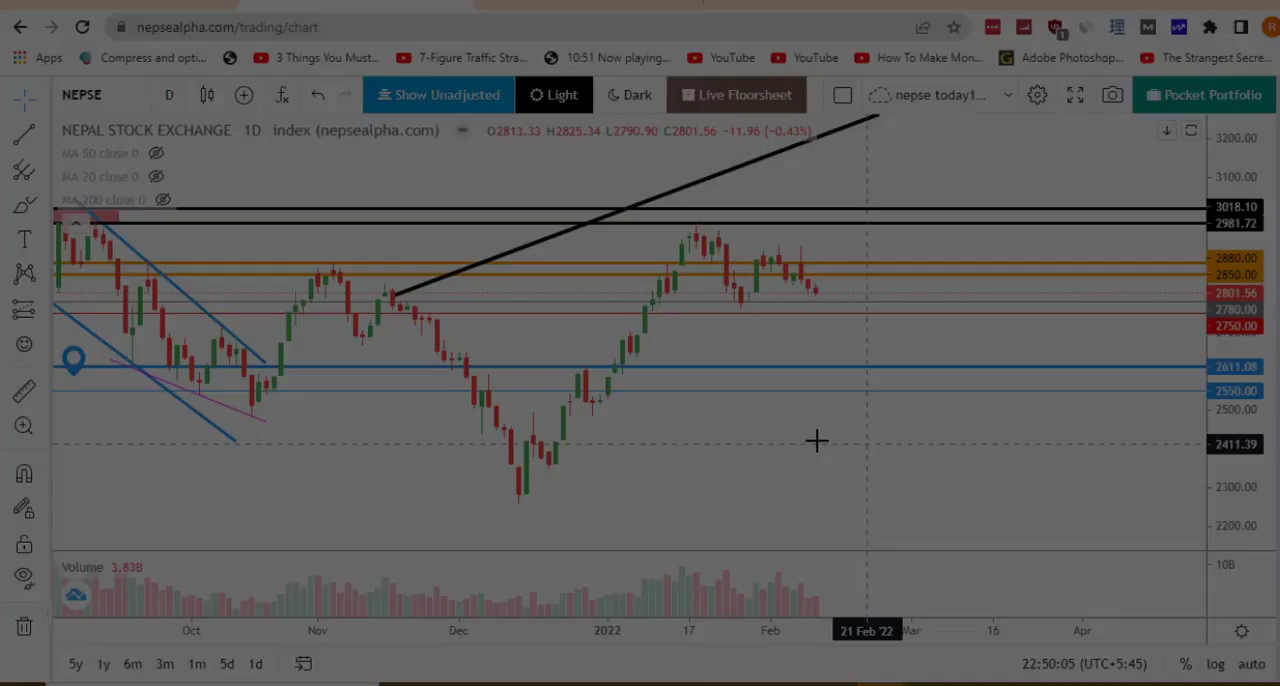 nepsealpha.com/trading/chart
Apps Compress and opti... 3 Things You Must... 7-Figure Traffic Stra... 10:51 Now playing... YouTube YouTube How To Make Mon... Adobe Photoshop... The Strangest Secre...
NEPSE D Show Unadjusted Light Dark Live Floorsheet nepse today1... Pocket Portfolio
NEPAL STOCK EXCHANGE · 1D index (nepsealpha.com) O2813.33 H2825.34 L2790.90 C2801.56 -11.96 (-0.43%)
MA 50 close 0
MA 20 close 0
MA 200 close 0
3200.00
3100.00
3018.10
2981.72
2880.00
2850.00
2801.56
2780.00
2750.00
2611.08
2550.00
2500.00
2411.39
2300.00
2200.00
Volume 3.83B
10B
Oct Nov Dec 2022 17 Feb 21 Feb '22 Mar 16 Apr
5y 1y 6m 3m 1m 5d 1d 22:50:05 (UTC+5:45) % log auto